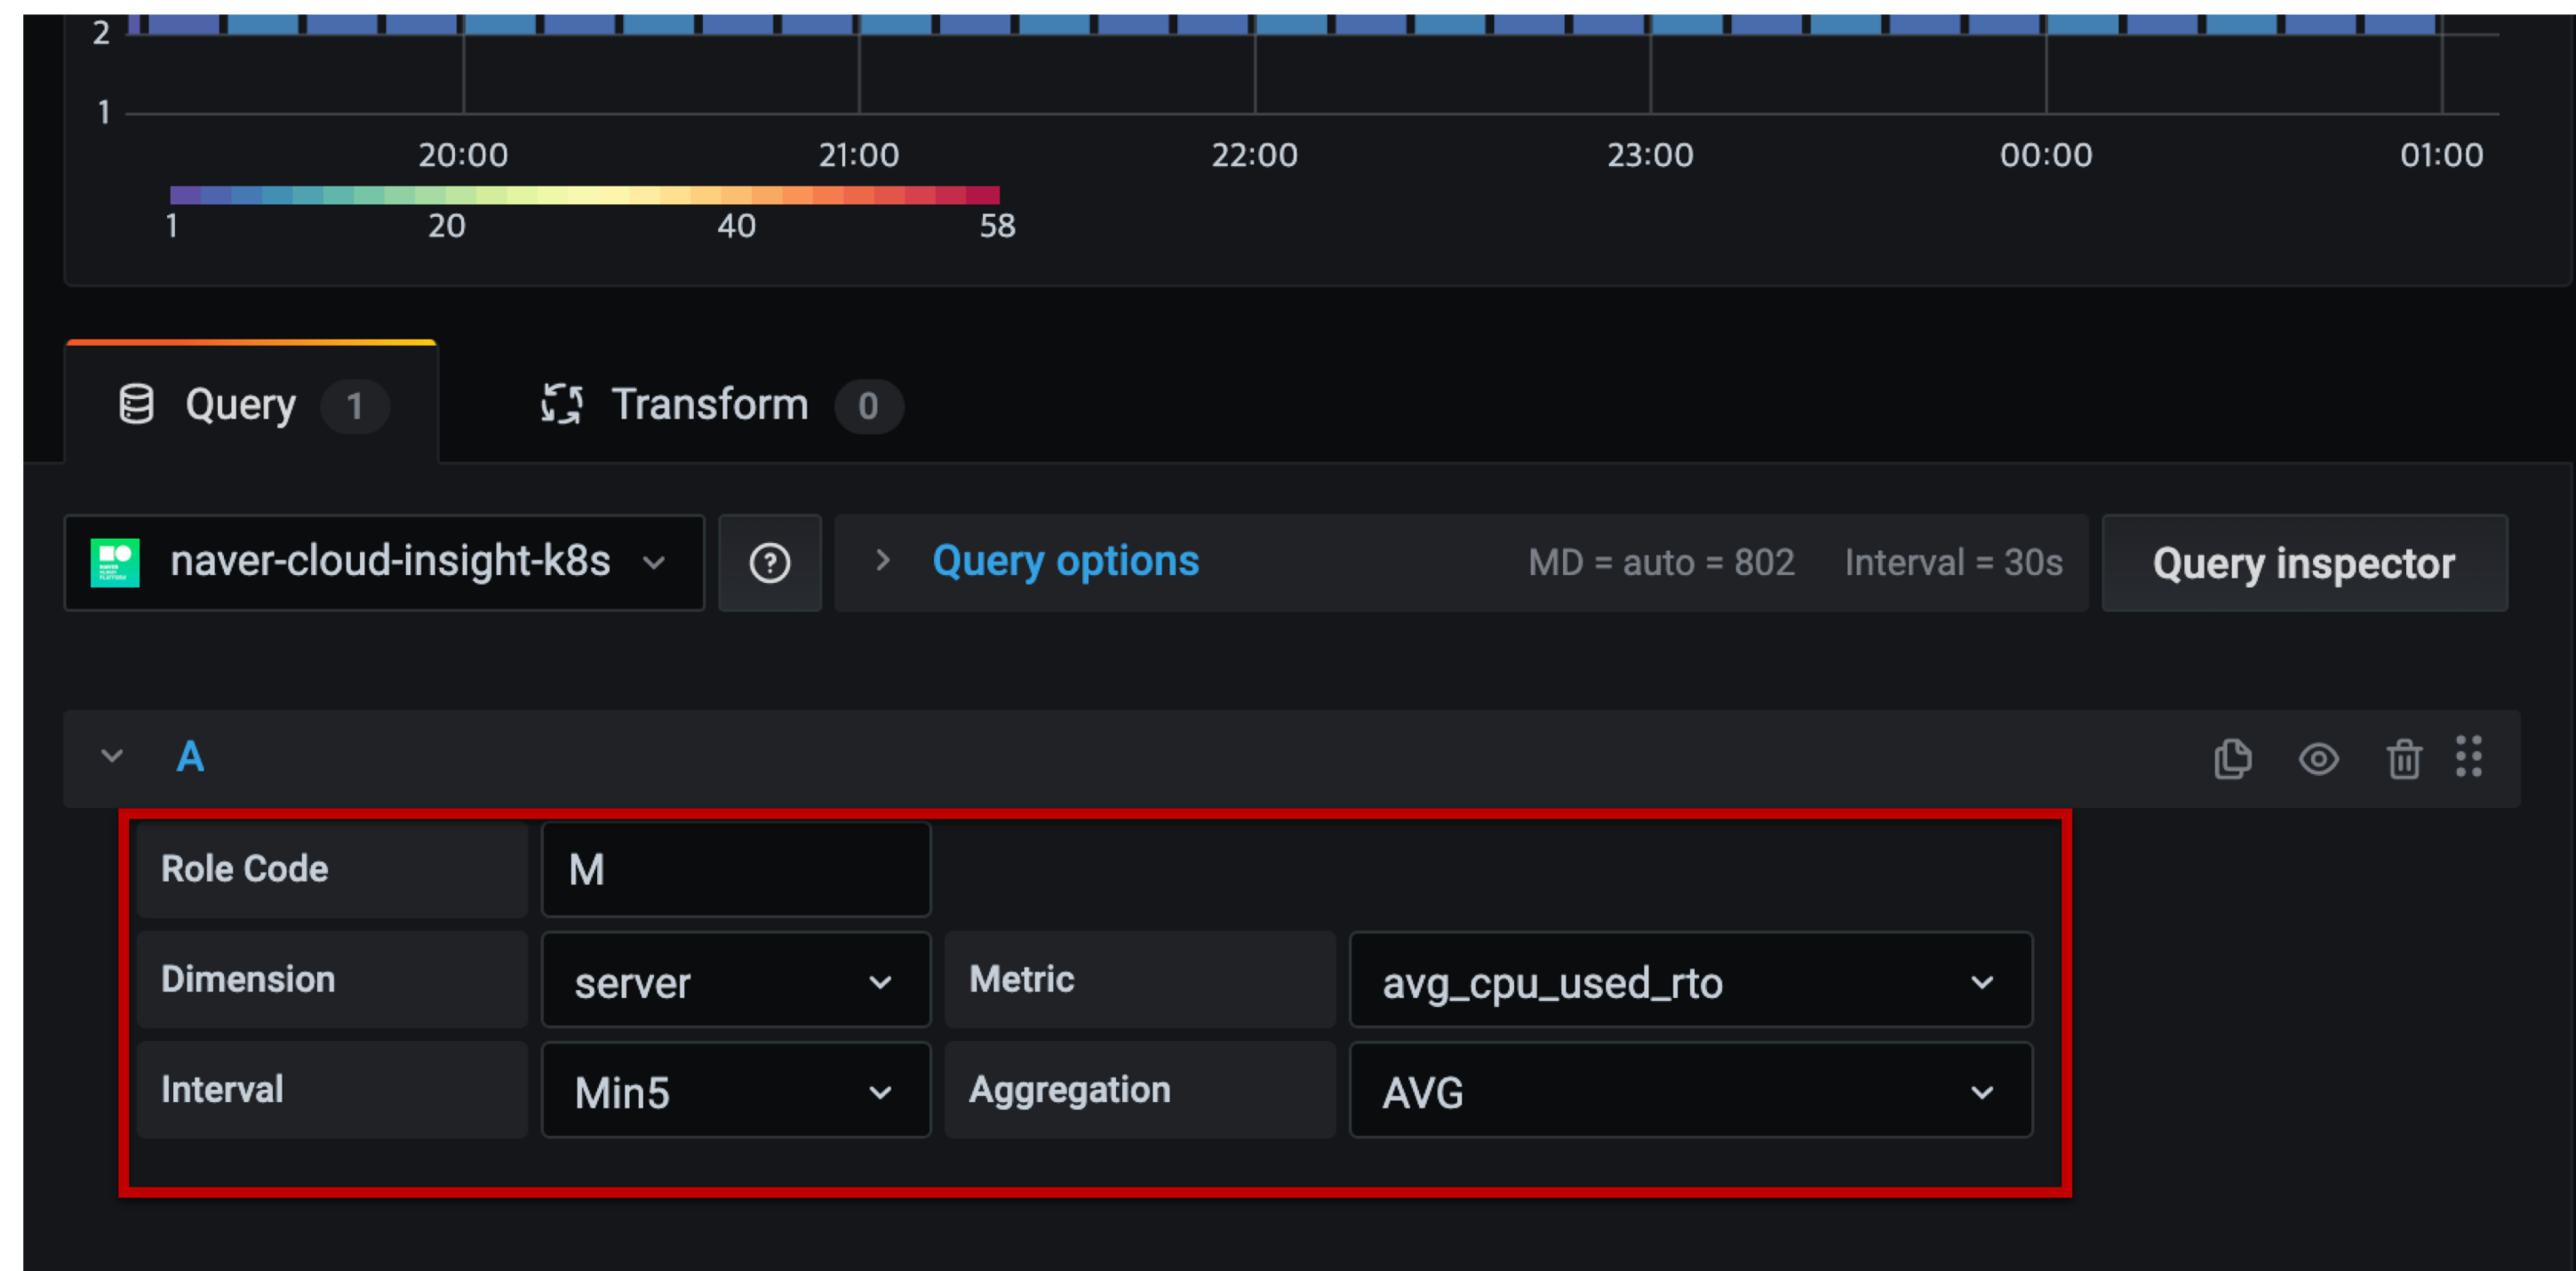 2
1
20:00 21:00 22:00 23:00 00:00 01:00
1 20 40 58
Query 1 Transform 0
naver-cloud-insight-k8s Query options MD = auto = 802 Interval = 30s Query inspector
A
Role Code M
Dimension server Metric avg_cpu_used_rto
Interval Min5 Aggregation AVG